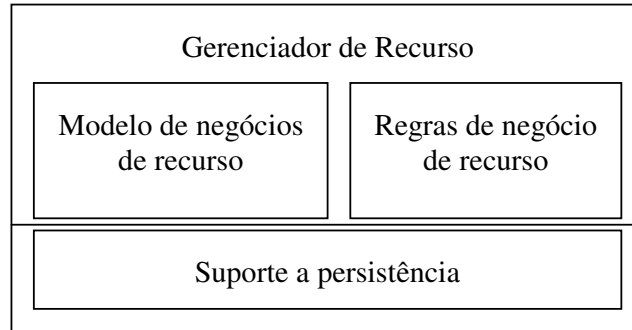 Gerenciador de Recurso
Modelo de negócios
de recurso
Regras de negócio
de recurso
Suporte a persistência